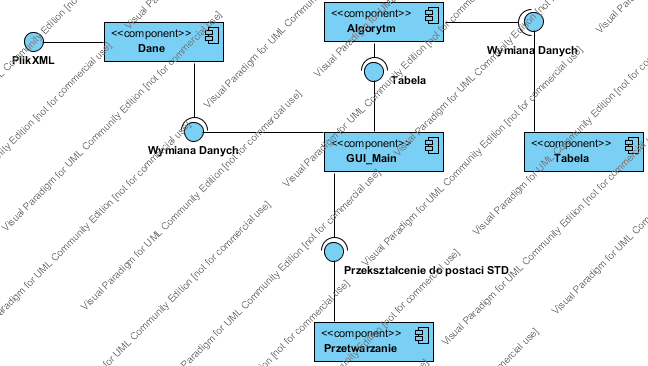 <<component>>
Algorytm
<<component>>
Dane
PlikXML
Wymiana Danych
Tabela
Wymiana Danych
<<component>>
GUI_Main
<<component>>
Tabela
Przekształcenie do postaci STD
<<component>>
Przetwarzanie
Visual Paradigm for UML Community Edition [not for commercial use]